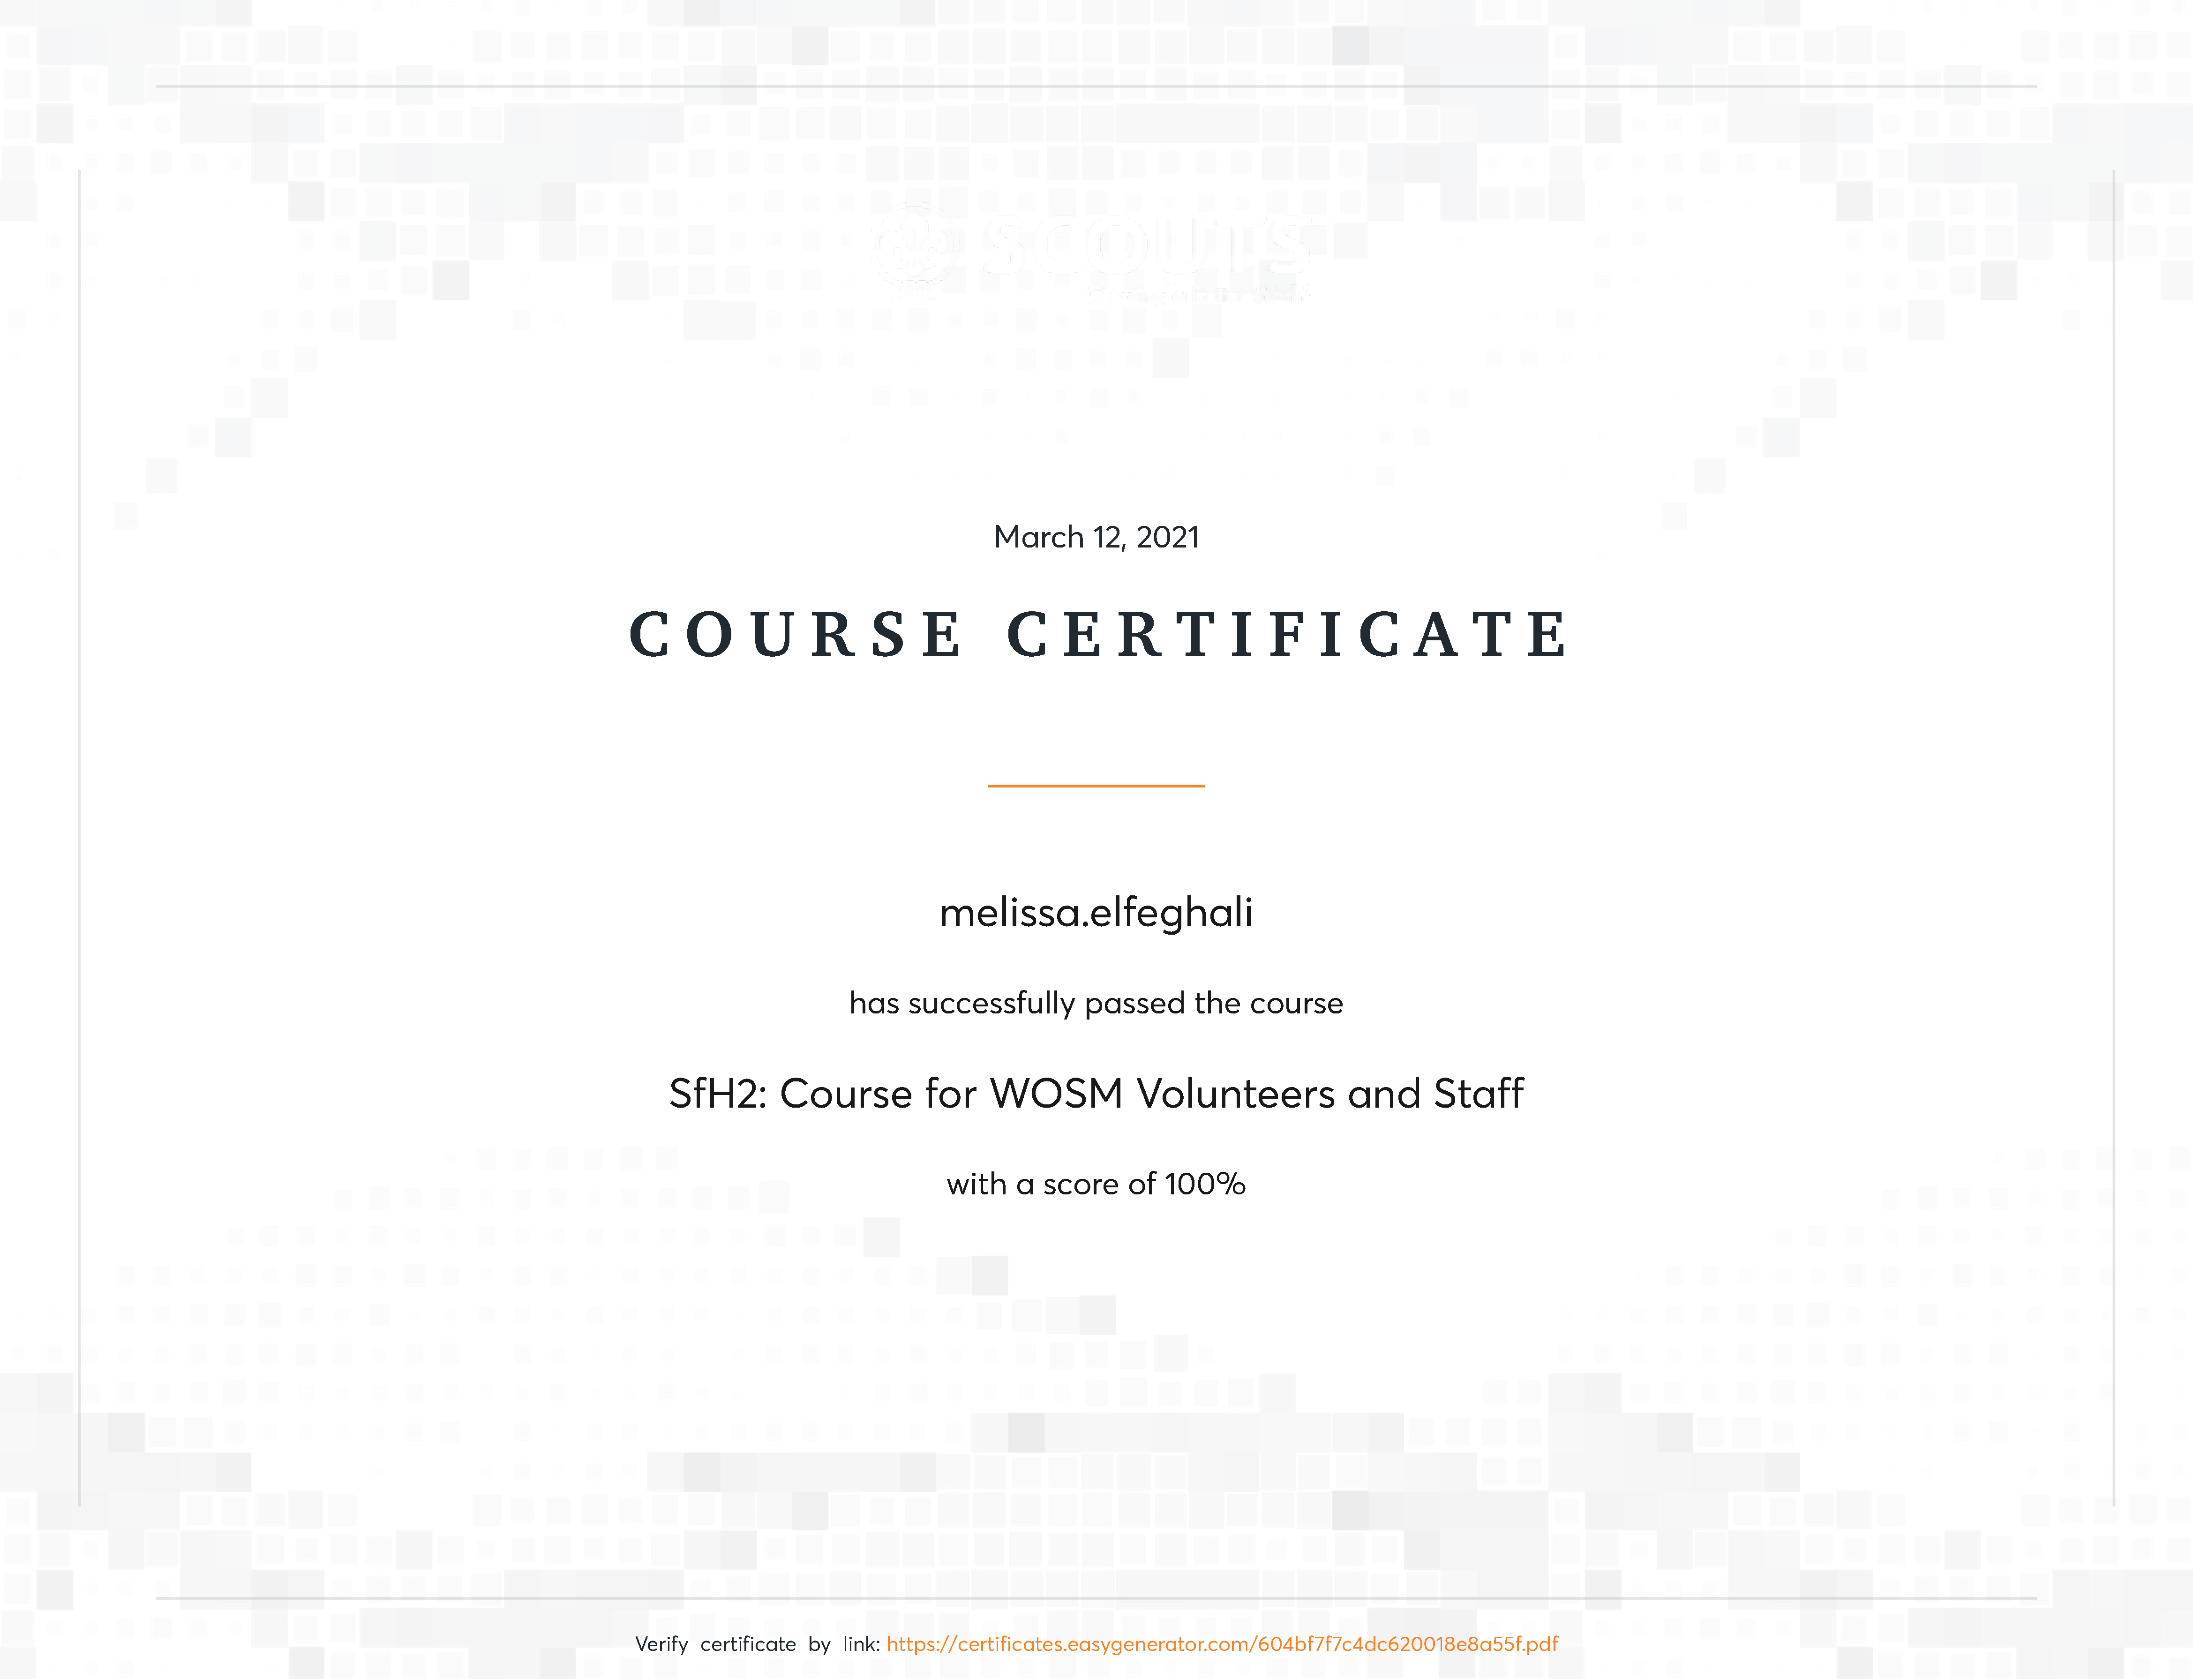 SCOUTS
March 12, 2021
COURSE CERTIFICATE
melissa.elfeghali
has successfully passed the course
SfH2: Course for WOSM Volunteers and Staff
with a score of 100%
Verify certificate by link: https://certificates.easygenerator.com/604bf7f7c4dc620018e8a55f.pdf